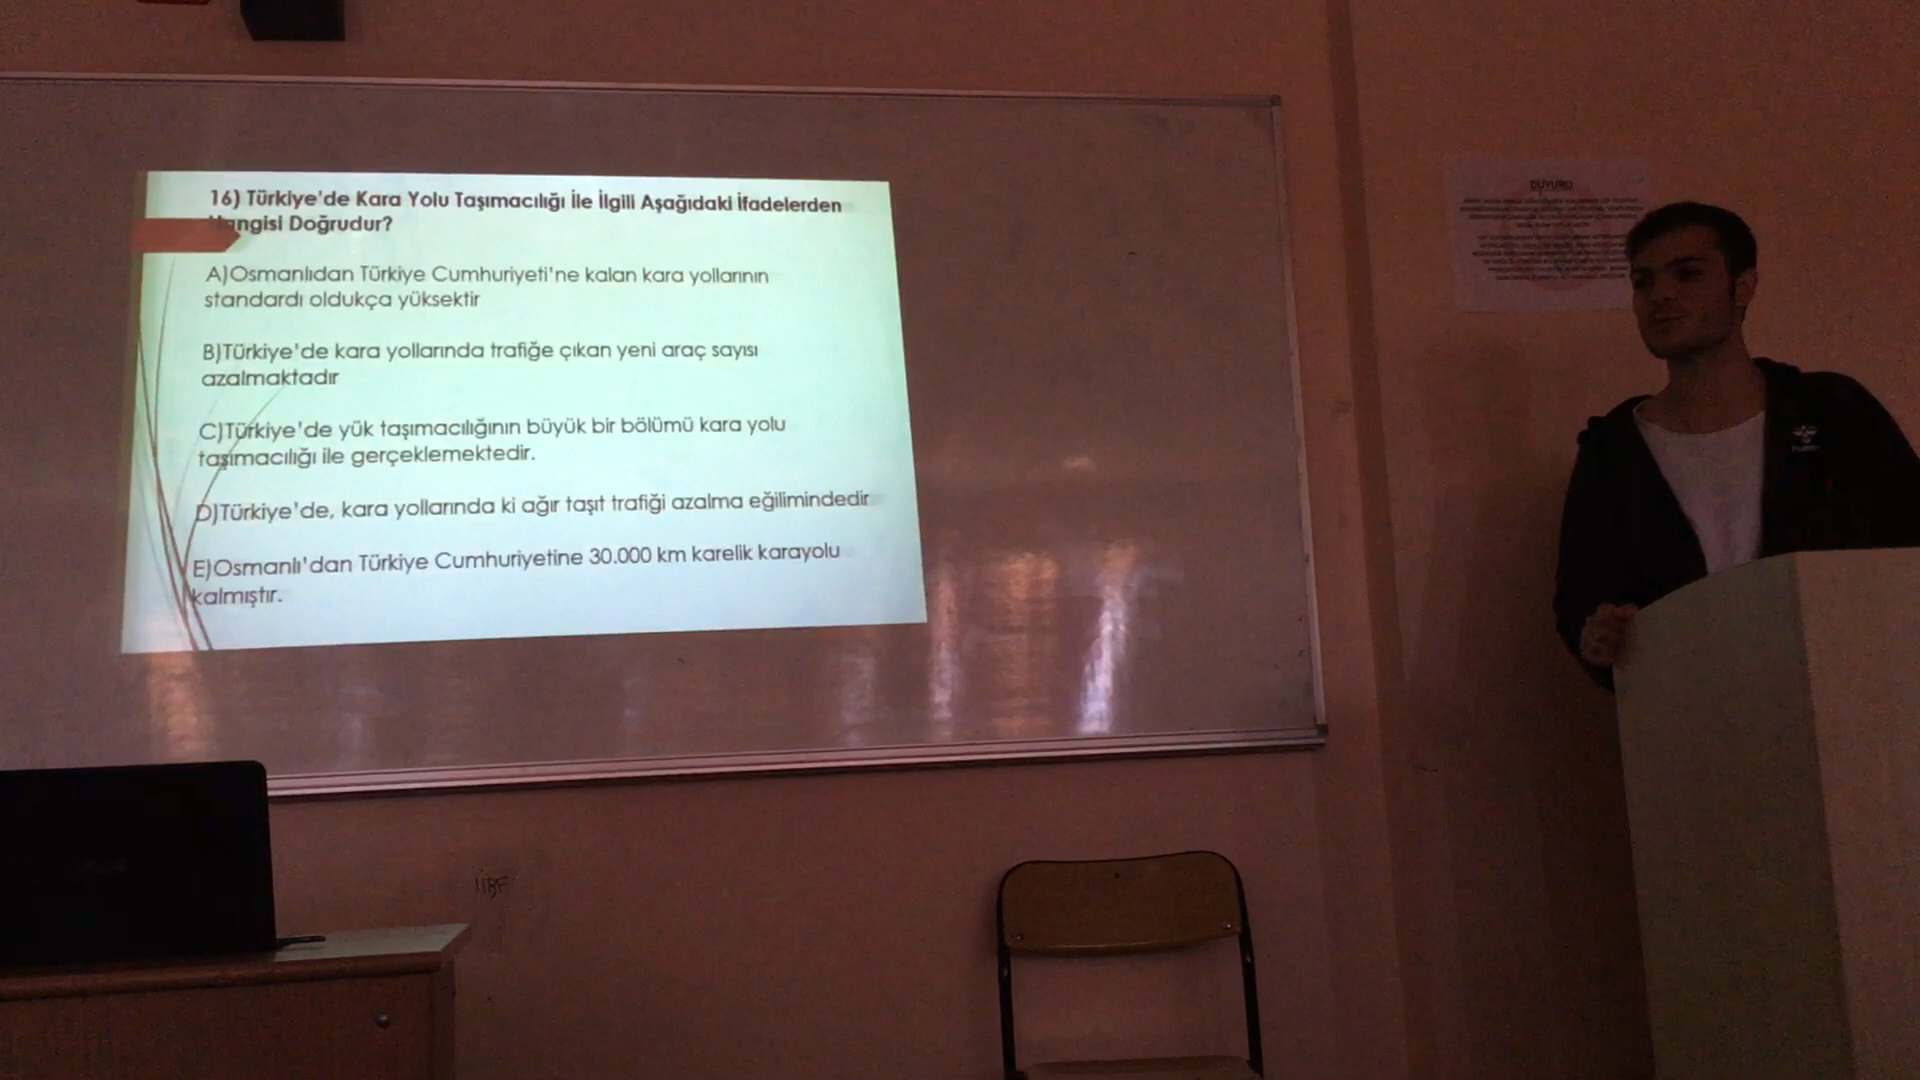 16) Türkiye'de Kara Yolu Taşımacılığı İle İlgili Aşağıdaki İfadelerden
Hangisi Doğrudur?
A)Osmanlıdan Türkiye Cumhuriyeti'ne kalan kara yollarının
standardı oldukça yüksektir
B)Türkiye'de kara yollarında trafiğe çıkan yeni araç sayısı
azalmaktadır
C)Türkiye'de yük taşımacılığının büyük bir bölümü kara yolu
taşımacılığı ile gerçeklemektedir.
D)Türkiye'de, kara yollarında ki ağır taşıt trafiği azalma eğilimindedir
E)Osmanlı'dan Türkiye Cumhuriyetine 30.000 km karelik karayolu
kalmıştır.
DUYURU